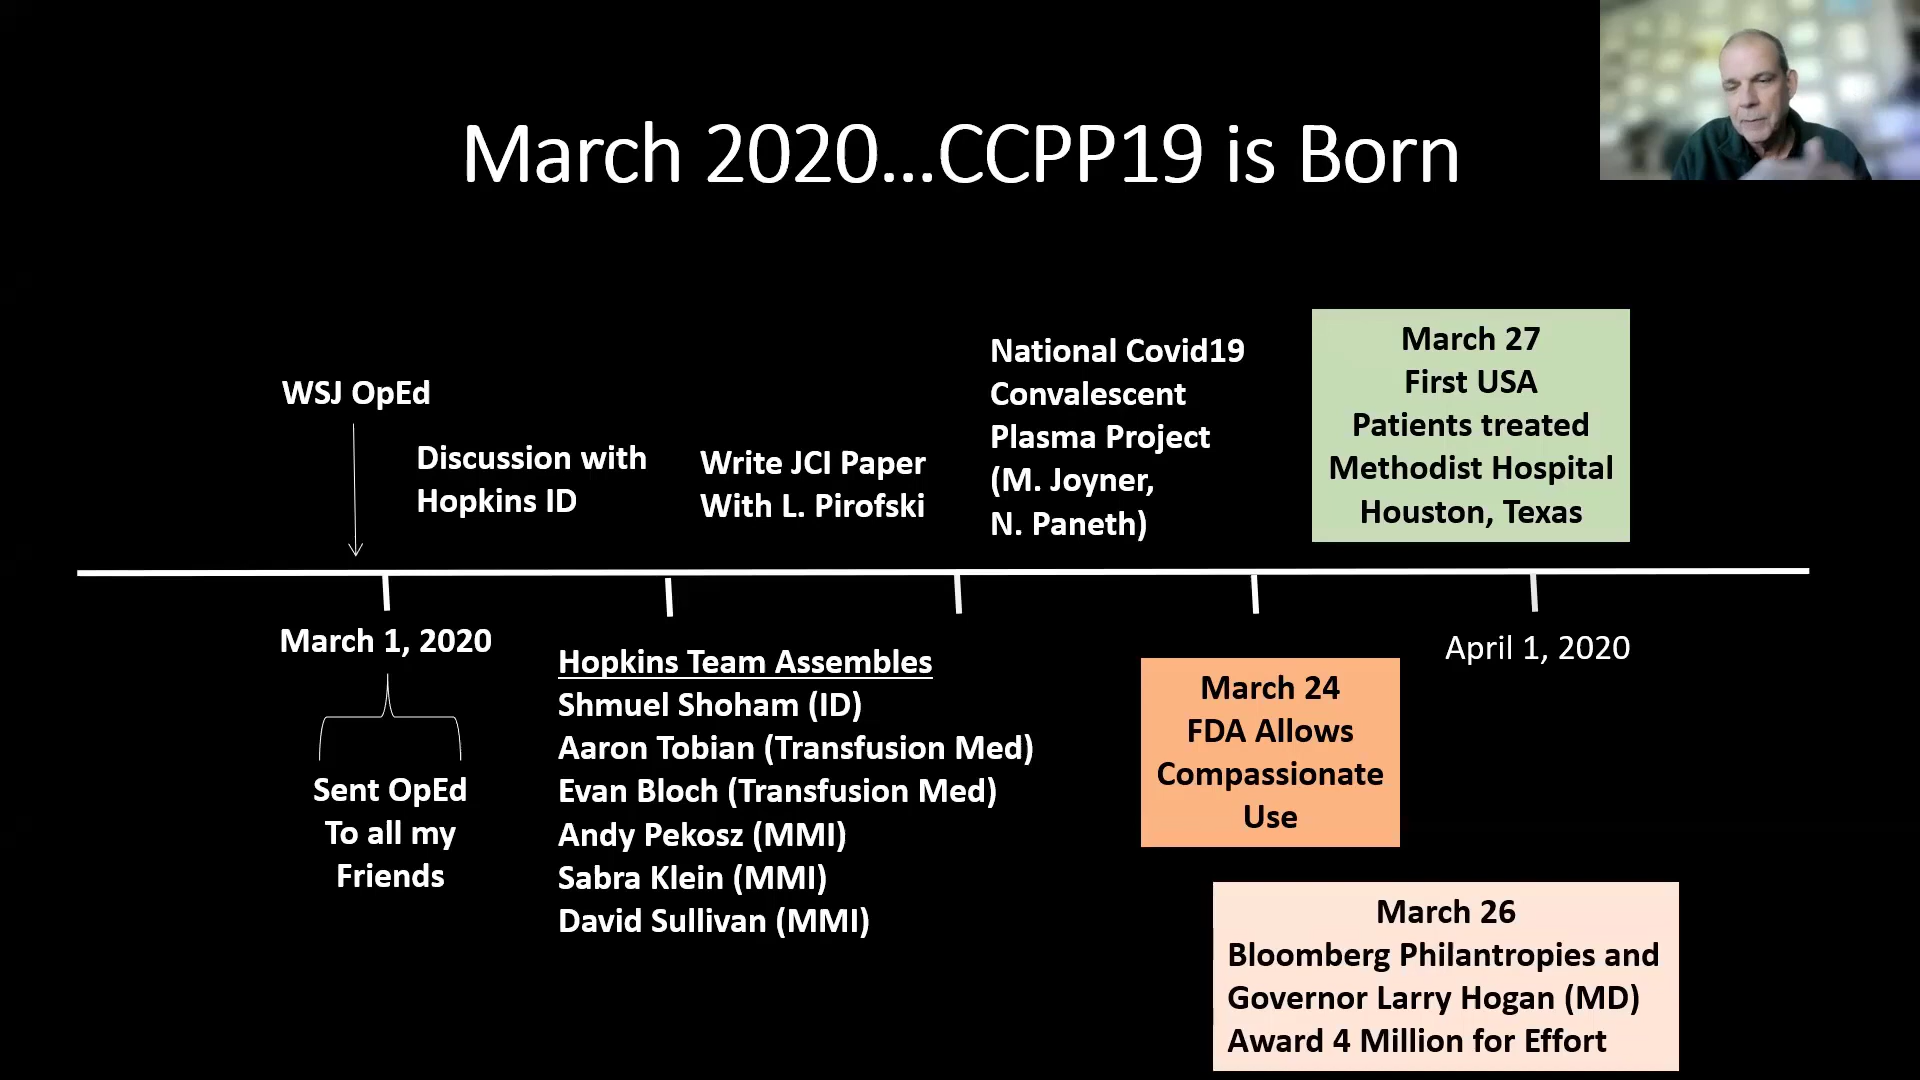 March 2020...CCPP19 is Born
WSJ OpEd
Discussion with
Hopkins ID
Write JCI Paper
With L. Pirofski
National Covid19
Convalescent
Plasma Project
(M. Joyner,
N. Paneth)
March 27
First USA
Patients treated
Methodist Hospital
Houston, Texas
March 1, 2020
Sent OpEd
To all my
Friends
Hopkins Team Assembles
Shmuel Shoham (ID)
Aaron Tobian (Transfusion Med)
Evan Bloch (Transfusion Med)
Andy Pekosz (MMI)
Sabra Klein (MMI)
David Sullivan (MMI)
March 24
FDA Allows
Compassionate
Use
April 1, 2020
March 26
Bloomberg Philantropies and
Governor Larry Hogan (MD)
Award 4 Million for Effort